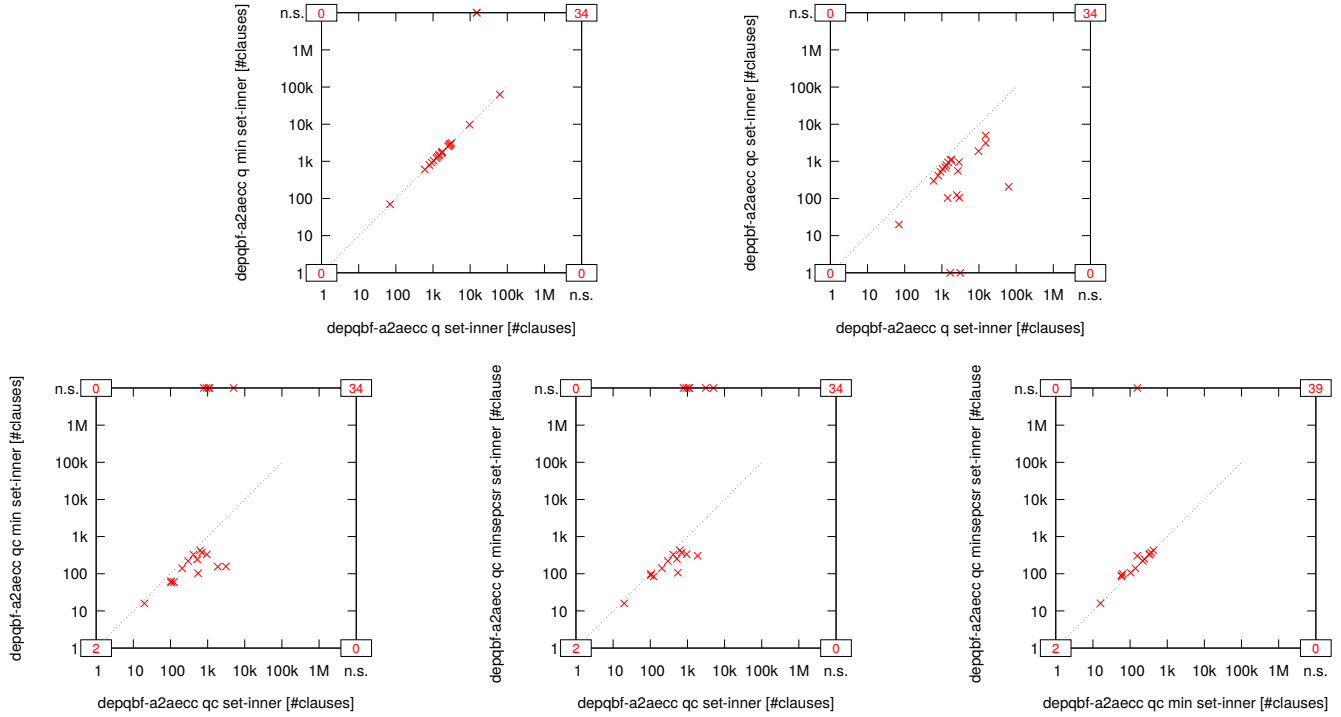 depqbf-a2aecc q min set-inner [#clauses]
n.s.
0
34
1M
100k
10k
1k
100
10
1
0
0
1 10 100 1k 10k 100k 1M n.s.
depqbf-a2aecc q set-inner [#clauses]
depqbf-a2aecc qc set-inner [#clauses]
n.s.
0
34
1M
100k
10k
1k
100
10
1
0
0
1 10 100 1k 10k 100k 1M n.s.
depqbf-a2aecc q set-inner [#clauses]
depqbf-a2aecc qc min set-inner [#clauses]
n.s.
0
34
1M
100k
10k
1k
100
10
1
2
0
1 10 100 1k 10k 100k 1M n.s.
depqbf-a2aecc qc set-inner [#clauses]
depqbf-a2aecc qc minsepcsr set-inner [#clause
n.s.
0
34
1M
100k
10k
1k
100
10
1
2
0
1 10 100 1k 10k 100k 1M n.s.
depqbf-a2aecc qc set-inner [#clauses]
depqbf-a2aecc qc minsepcsr set-inner [#clause
n.s.
0
39
1M
100k
10k
1k
100
10
1
2
0
1 10 100 1k 10k 100k 1M n.s.
depqbf-a2aecc qc min set-inner [#clauses]